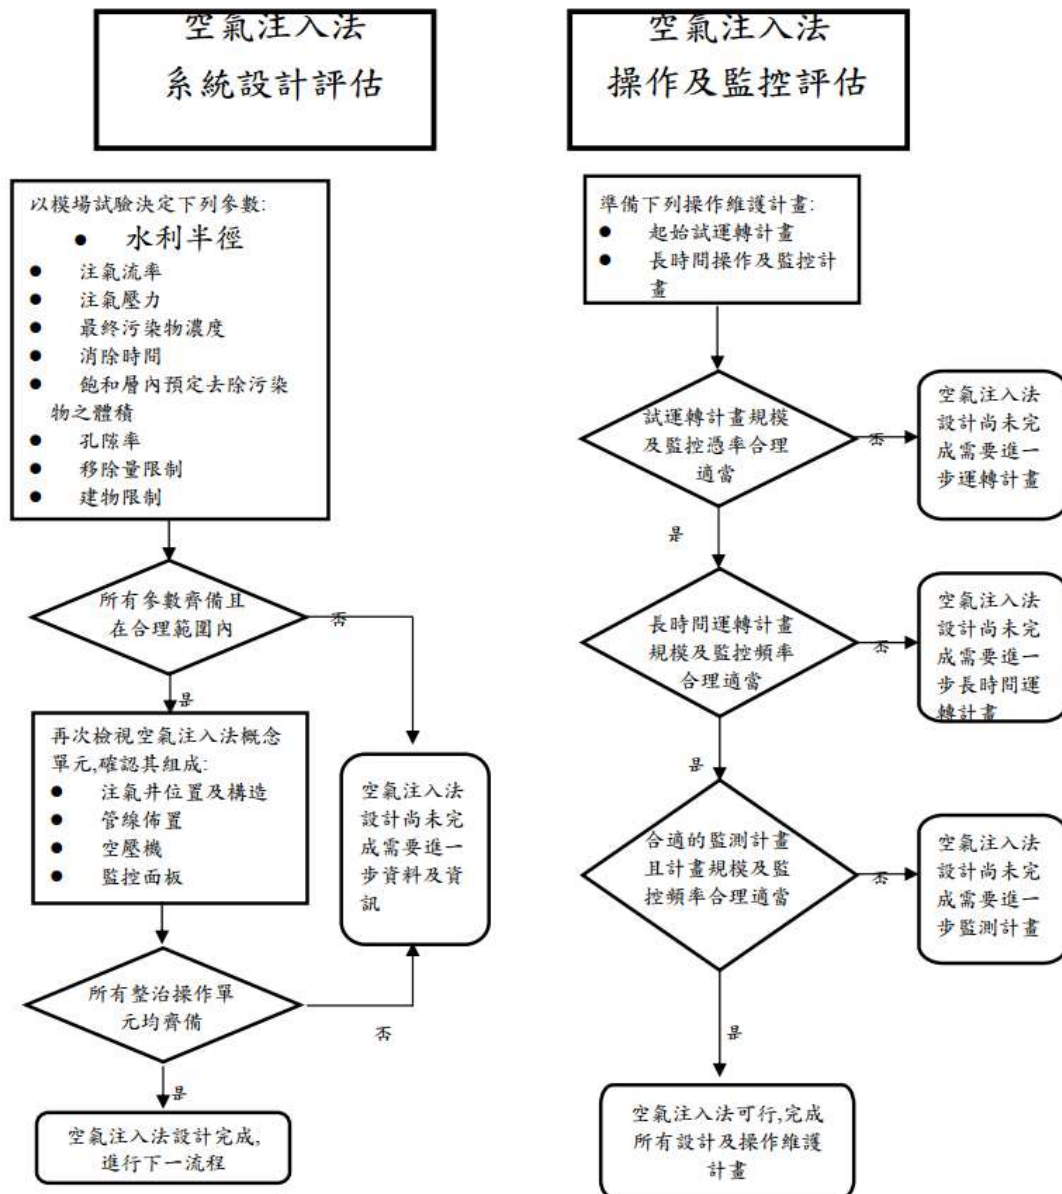 空氣注入法
系統設計評估
以模場試驗決定下列參數:
● 水利半徑
● 注氣流率
● 注氣壓力
● 最終污染物濃度
● 消除時間
● 飽和層內預定去除污染
物之體積
● 孔隙率
● 移除量限制
● 建物限制
所有參數齊備且
在合理範圍內
否
是
再次檢視空氣注入法概念
單元,確認其組成:
● 注氣井位置及構造
● 管線佈置
● 空壓機
● 監控面板
空氣注入法
設計尚未完
成需要進一
步資料及資
訊
所有整治操作單
元均齊備
否
是
空氣注入法設計完成,
進行下一流程
空氣注入法
操作及監控評估
準備下列操作維護計畫:
● 起始試運轉計畫
● 長時間操作及監控計
畫
試運轉計畫規模
及監控憑率合理
適當
否
空氣注入法
設計尚未完
成需要進一
步運轉計畫
是
長時間運轉計畫
規模及監控頻率
合理適當
否
空氣注入法
設計尚未完
成需要進一
步長時間運
轉計畫
是
合適的監測計畫
且計畫規模及監
控頻率合理適當
否
空氣注入法
設計尚未完
成需要進一
步監測計畫
是
空氣注入法可行,完成
所有設計及操作維護
計畫